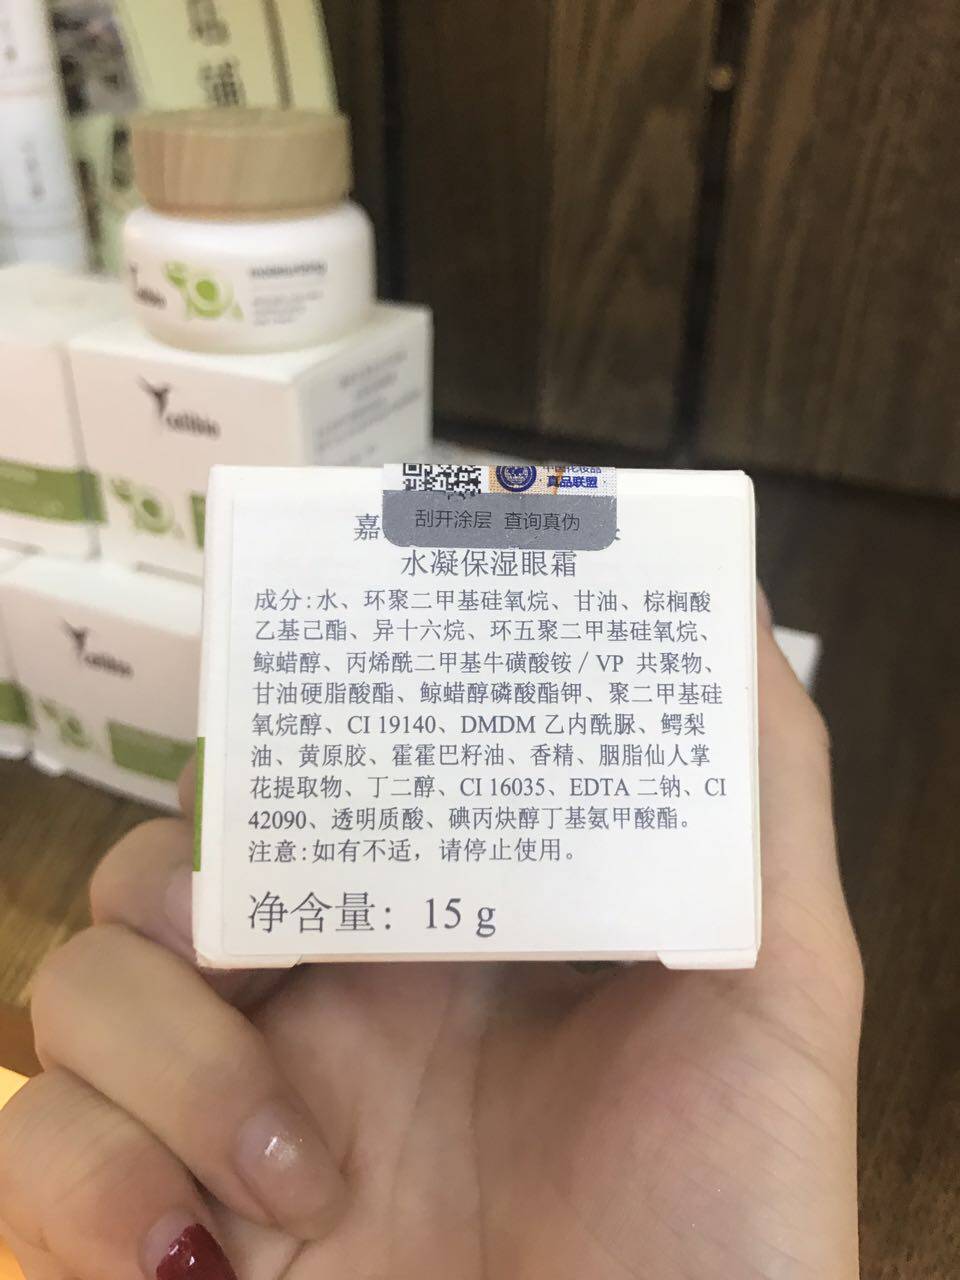 cellbio
cellbio
真品联盟
刮开涂层 查询真伪
嘉
水凝保湿眼霜
成分:水、环聚二甲基硅氧烷、甘油、棕榈酸
乙基己酯、异十六烷、环五聚二甲基硅氧烷、
鲸蜡醇、丙烯酰二甲基牛磺酸铵/VP 共聚物、
甘油硬脂酸酯、鲸蜡醇磷酸酯钾、聚二甲基硅
氧烷醇、CI 19140、DMDM 乙内酰脲、鳄梨
油、黄原胶、霍霍巴籽油、香精、胭脂仙人掌
花提取物、丁二醇、CI 16035、EDTA 二钠、CI
42090、透明质酸、碘丙炔醇丁基氨甲酸酯。
注意:如有不适，请停止使用。
净含量：15 g